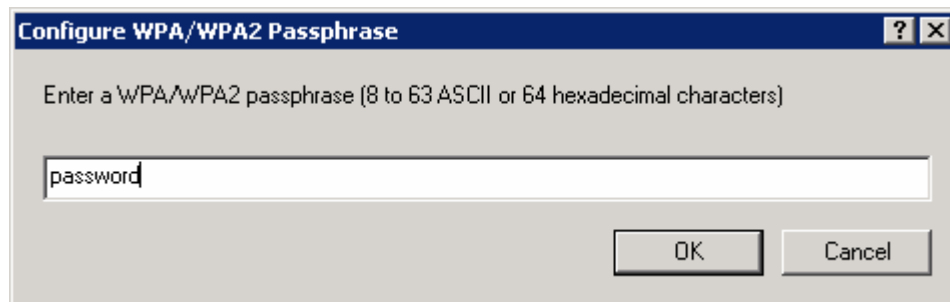 Configure WPA/WPA2 Passphrase
Enter a WPA/WPA2 passphrase (8 to 63 ASCII or 64 hexadecimal characters)
password
OK Cancel